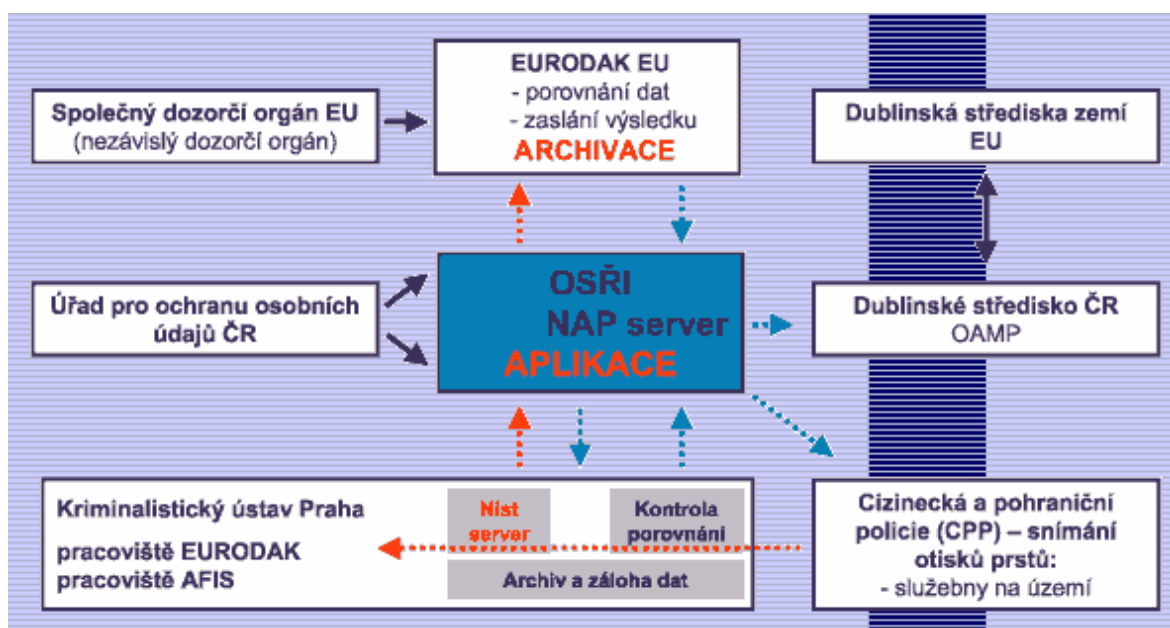 EURODAK EU
- porovnání dat
- zaslání výsledku
ARCHIVACE
Společný dozorčí orgán EU
(nezávislý dozorčí orgán)
Dublinská střediska zemí
EU
OSŘI
NAP server
APLIKACE
Úřad pro ochranu osobních
údajů ČR
Dublinské středisko ČR
OAMP
Kriminalistický ústav Praha
pracoviště EURODAK
pracoviště AFIS
Nist
server
Kontrola
porovnáni
Archiv a záloha dat
Cizinecká a pohraniční
policie (CPP) – snímání
otisků prstů:
- služebny na území